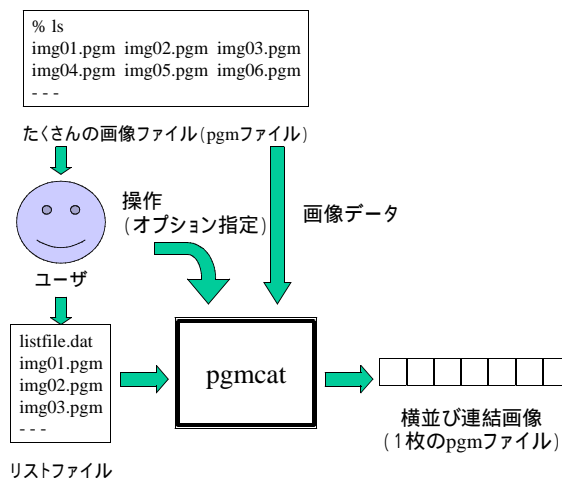 % ls
img01.pgm img02.pgm img03.pgm
img04.pgm img05.pgm img06.pgm
- - -
たくさんの画像ファイル(pgmファイル)
操作
(オプション指定)
画像データ
ユーザ
listfile.dat
img01.pgm
img02.pgm
img03.pgm
- - -
リストファイル
pgmcat
横並び連結画像
(1枚のpgmファイル)